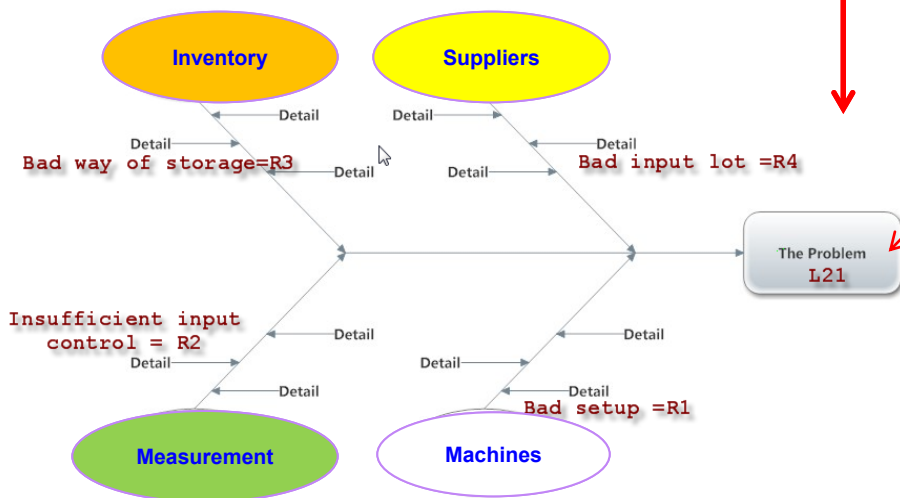 Inventory
Suppliers
Detail
Detail
Detail
Detail
Bad way of storage=R3
Detail
Detail
Bad input lot =R4
The Problem
L21
Insufficient input
control = R2
Detail
Detail
Detail
Detail
Detail
Detail
Bad setup =R1
Measurement
Machines